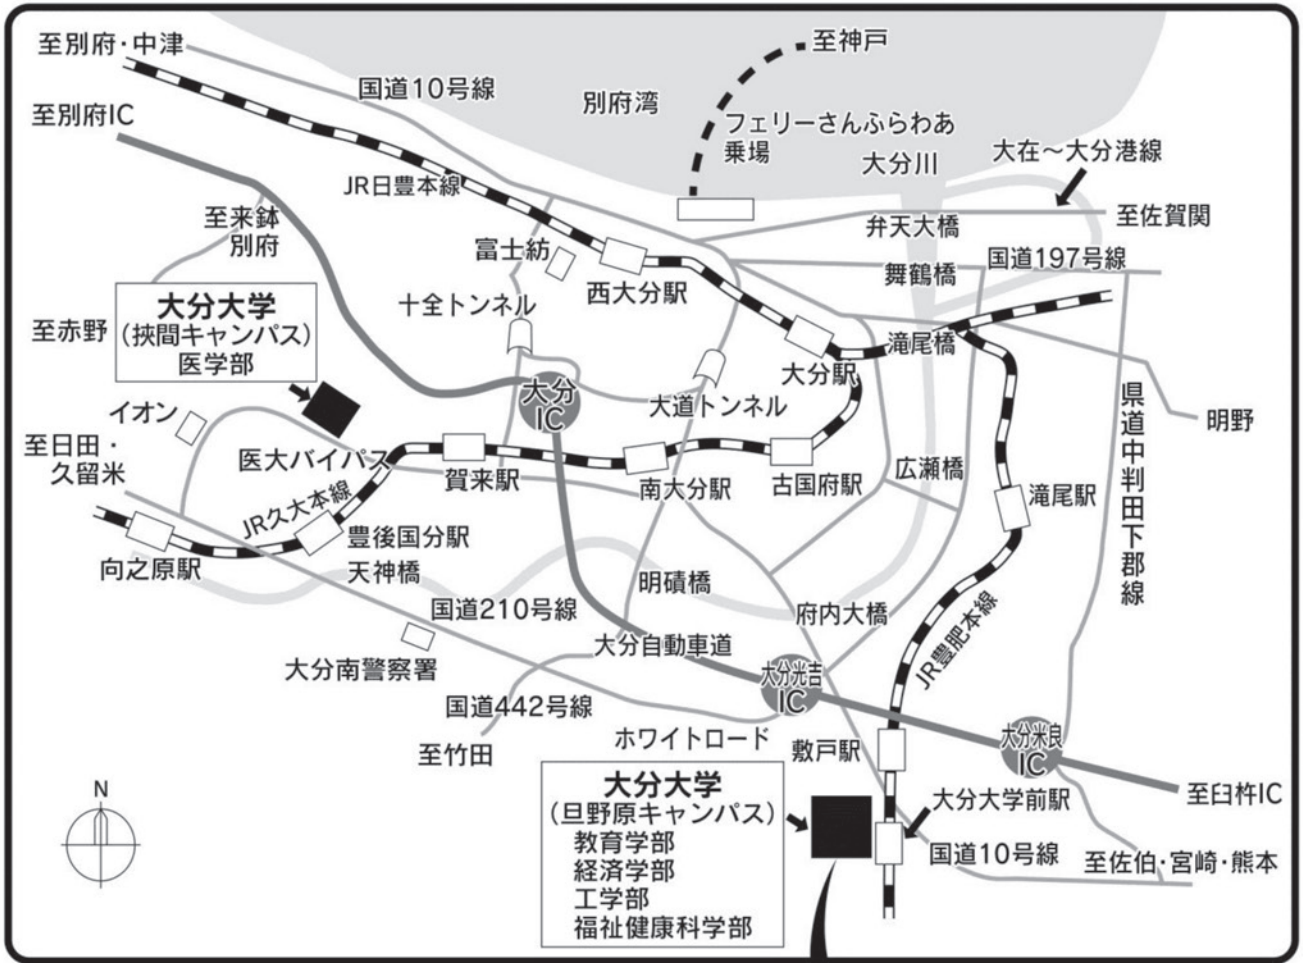 至別府・中津
国道10号線
別府湾
至神戸
フェリーさんふらわあ
乗場
至別府IC
JR日豊本線
大分川
大在～大分港線
至佐賀関
弁天大橋
至来鉢
別府
富士紡
西大分駅
舞鶴橋
国道197号線
十全トンネル
大分大学
(挾間キャンパス)
医学部
至赤野
滝尾橋
大分駅
大分
IC
大道トンネル
イオン
明野
県道中判田下郡線
至日田・
久留米
医大バイパス
賀来駅
南大分駅
古国府駅
広瀬橋
滝尾駅
JR久大本線
豊後国分駅
向之原駅
天神橋
国道210号線
明磧橋
府内大橋
大分自動車道
JR豊肥本線
大分南警察署
大分光吉
IC
国道442号線
至竹田
ホワイトロード
敷戸駅
大分米良
IC
至臼杵IC
大分大学
(旦野原キャンパス)
教育学部
経済学部
工学部
福祉健康科学部
大分大学前駅
国道10号線
至佐伯・宮崎・熊本
N